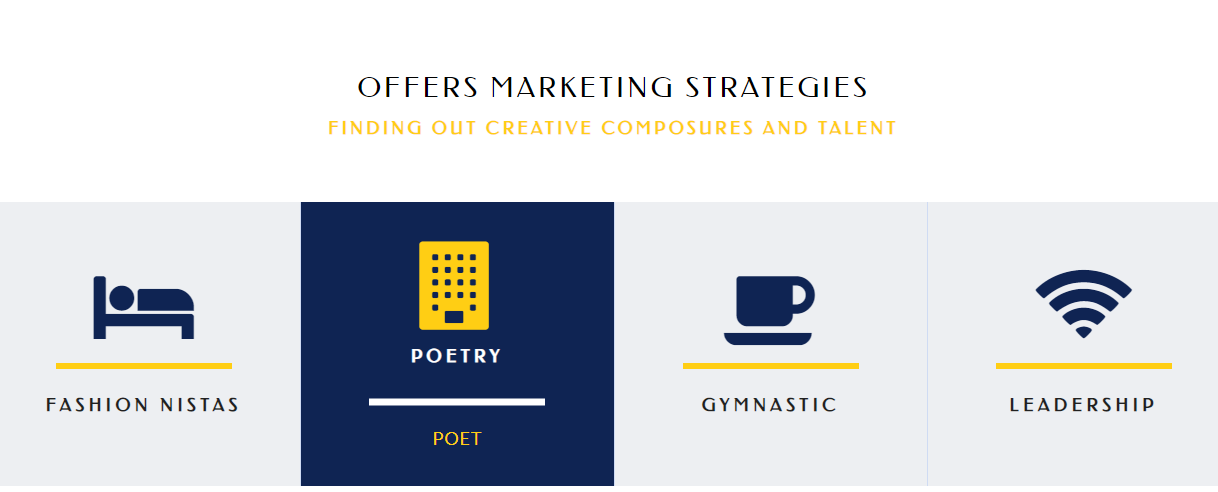 OFFERS MARKETING STRATEGIES
FINDING OUT CREATIVE COMPOSURES AND TALENT
FASHION NISTAS
POETRY
POET
GYMNASTIC
LEADERSHIP